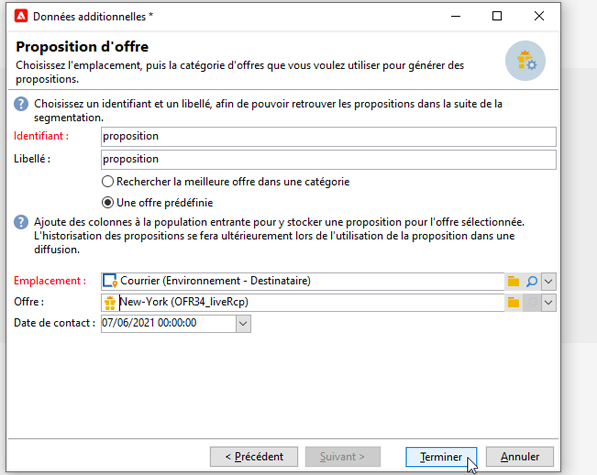 Données additionnelles *
Proposition d'offre
Choisissez l'emplacement, puis la catégorie d'offres que vous voulez utiliser pour générer des
propositions.
Choisissez un identifiant et un libellé, afin de pouvoir retrouver les propositions dans la suite de la
segmentation.
Identifiant : proposition
Libellé : proposition
Rechercher la meilleure offre dans une catégorie
Une offre prédéfinie
Ajoute des colonnes à la population entrante pour y stocker une proposition pour l'offre sélectionnée.
L'historisation des propositions se fera ultérieurement lors de l'utilisation de la proposition dans une
diffusion.
Emplacement : Courrier (Environnement - Destinataire)
Offre : New-York (OFR34_liveRcp)
Date de contact : 07/06/2021 00:00:00
< Précédent Suivant > Terminer Annuler